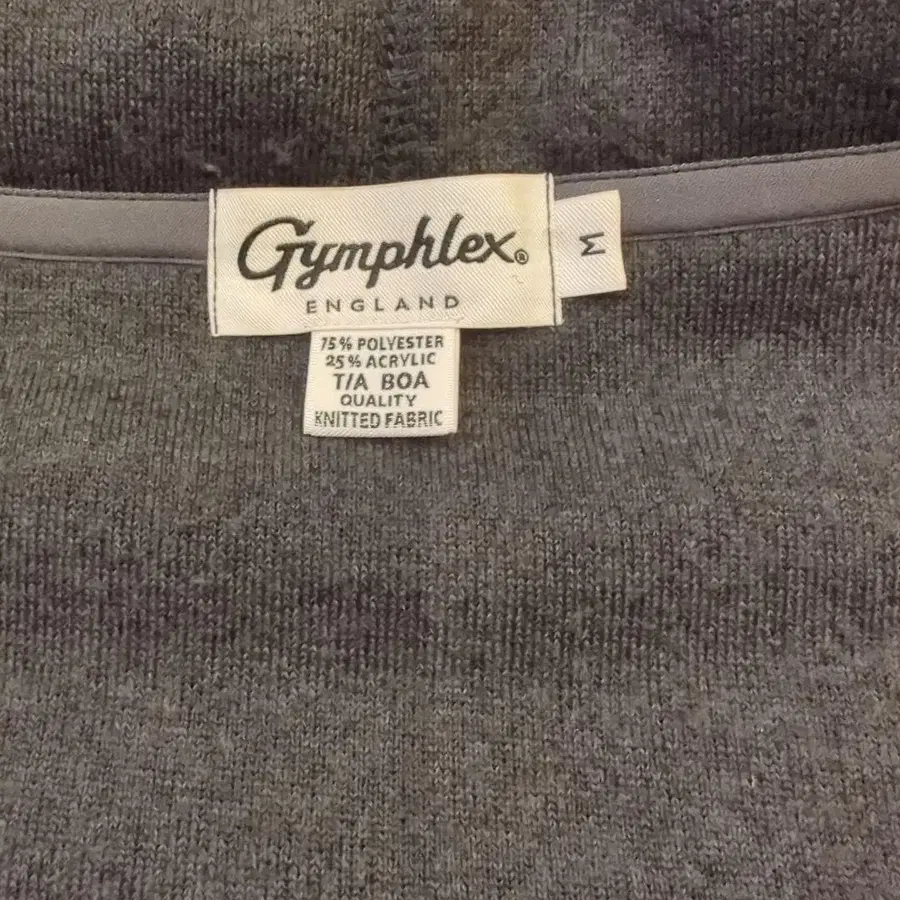 Gymphlex®
ENGLAND
M
75% POLYESTER
25% ACRYLIC
T/A BOA
QUALITY
KNITTED FABRIC